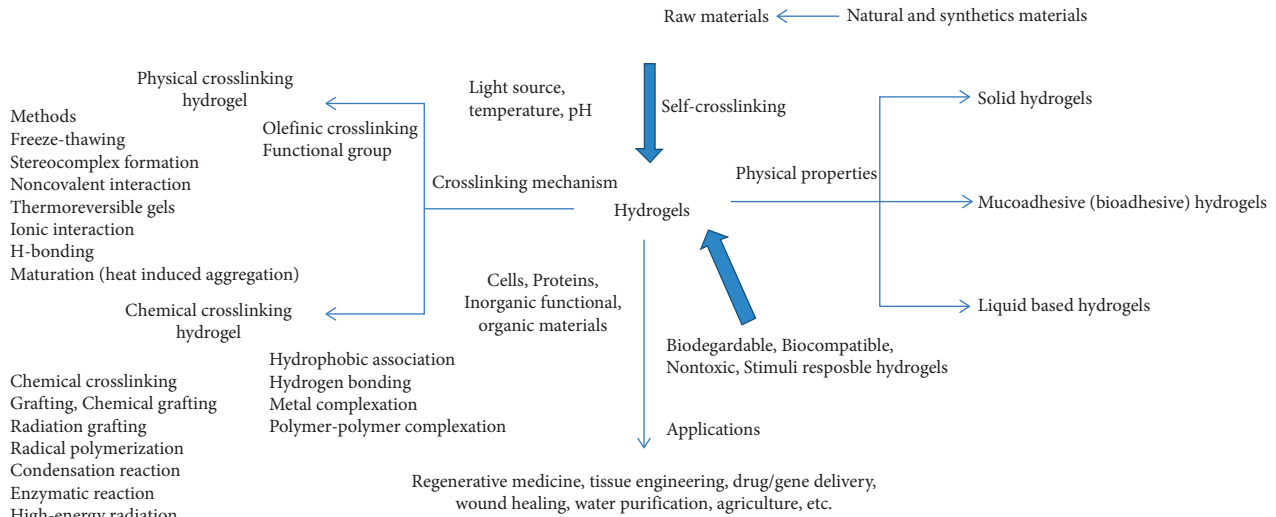 Raw materials
Natural and synthetics materials
Physical crosslinking
hydrogel
Light source,
temperature, pH
Self-crosslinking
Solid hydrogels
Methods
Freeze-thawing
Stereocomplex formation
Noncovalent interaction
Thermoreversible gels
Ionic interaction
H-bonding
Maturation (heat induced aggregation)
Olefinic crosslinking
Functional group
Crosslinking mechanism
Hydrogels
Physical properties
Mucoadhesive (bioadhesive) hydrogels
Liquid based hydrogels
Chemical crosslinking
hydrogel
Cells, Proteins,
Inorganic functional,
organic materials
Biodegardable, Biocompatible,
Nontoxic, Stimuli resposble hydrogels
Chemical crosslinking
Grafting, Chemical grafting
Radiation grafting
Radical polymerization
Condensation reaction
Enzymatic reaction
High-energy radiation
Hydrophobic association
Hydrogen bonding
Metal complexation
Polymer-polymer complexation
Applications
Regenerative medicine, tissue engineering, drug/gene delivery,
wound healing, water purification, agriculture, etc.